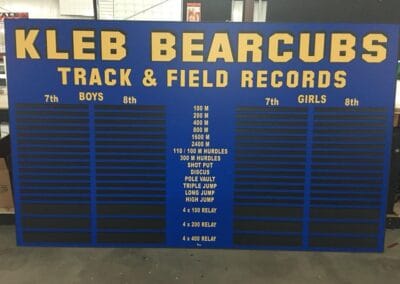 KLEB BEARCUBS
TRACK & FIELD RECORDS
BOYS GIRLS
7th 8th 7th 8th
100 M
200 M
400 M
800 M
1600 M
2400 M
110 / 100 M HURDLES
300 M HURDLES
SHOT PUT
DISCUS
POLE VAULT
TRIPLE JUMP
LONG JUMP
HIGH JUMP
4 x 100 RELAY
4 x 200 RELAY
4 x 400 RELAY